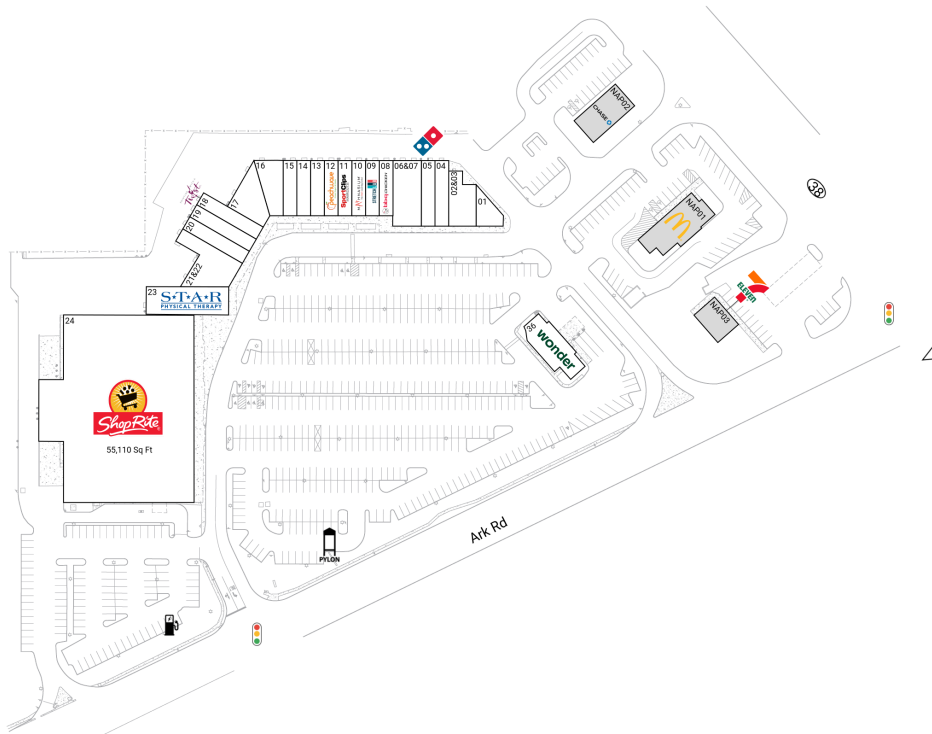 NAP02
CHASE
38
NAP01
NAP03
ELEVEN
16
15
14
13
12
11
10
09
08
06&07
05
04
02&03
01
SportClips
MATHNASIUM
17
18
19
20
21&22
23
S·T·A·R
PHYSICAL THERAPY
24
ShopRite
55,110 Sq Ft
36
wonder
Ark Rd
PYLON